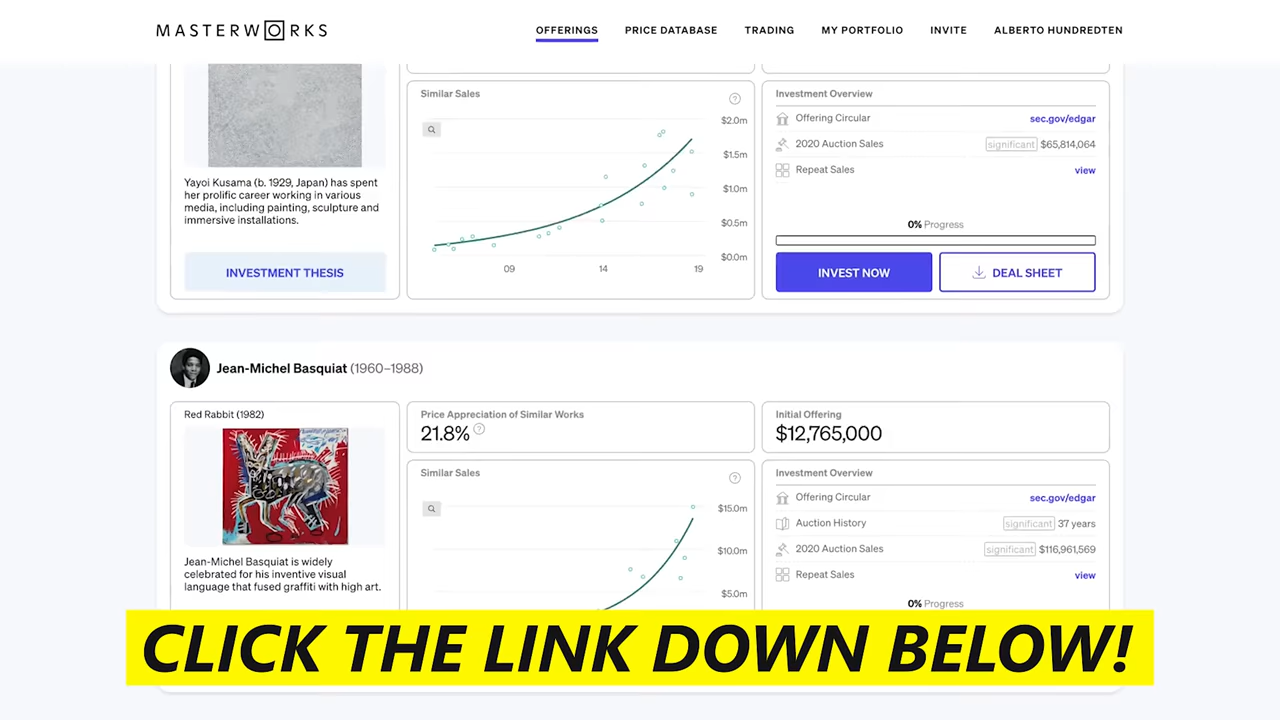 MASTERWORKS
OFFERINGS
PRICE DATABASE
TRADING
MY PORTFOLIO
INVITE
ALBERTO HUNDREDTEN
Yayoi Kusama (b. 1929, Japan) has spent
her prolific career working in various
media, including painting, sculpture and
immersive installations.
INVESTMENT THESIS
Similar Sales
?
$2.0m
$1.5m
$1.0m
$0.5m
$0.0m
09
14
19
Investment Overview
Offering Circular
sec.gov/edgar
2020 Auction Sales
significant $65,814,064
Repeat Sales
view
0% Progress
INVEST NOW
DEAL SHEET
Jean-Michel Basquiat (1960–1988)
Red Rabbit (1982)
Jean-Michel Basquiat is widely
celebrated for his inventive visual
language that fused graffiti with high art.
Price Appreciation of Similar Works
21.8% ?
Similar Sales
?
$15.0m
$10.0m
$5.0m
Initial Offering
$12,765,000
Investment Overview
Offering Circular
sec.gov/edgar
Auction History
significant 37 years
2020 Auction Sales
significant $116,961,569
Repeat Sales
view
0% Progress
CLICK THE LINK DOWN BELOW!